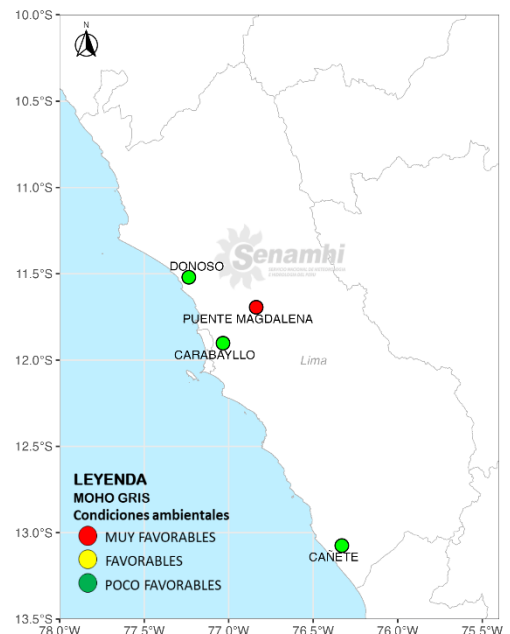 10.0°S
N
10.5°S
11.0°S
Senamhi
DONOSO
11.5°S
PUENTE MAGDALENA
CARABAYLLO
Lima
12.0°S
12.5°S
LEYENDA
MOHO GRIS
Condiciones ambientales
MUY FAVORABLES
FAVORABLES
POCO FAVORABLES
13.0°S
CAÑETE
13.5°S
78.0°W
77.5°W
77.0°W
76.5°W
76.0°W
75.5°W